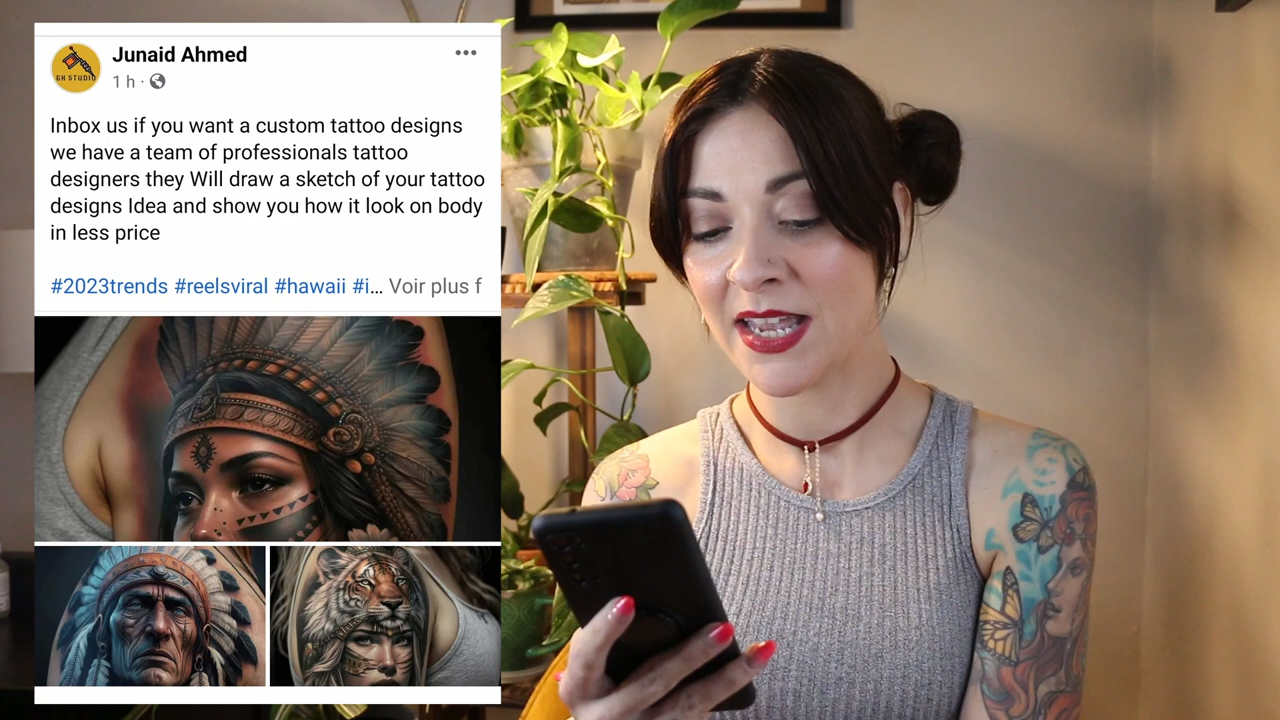 Junaid Ahmed
1 h ·
GH STUDIO
Inbox us if you want a custom tattoo designs
we have a team of professionals tattoo
designers they Will draw a sketch of your tattoo
designs Idea and show you how it look on body
in less price
#2023trends #reelsviral #hawaii #i... Voir plus f